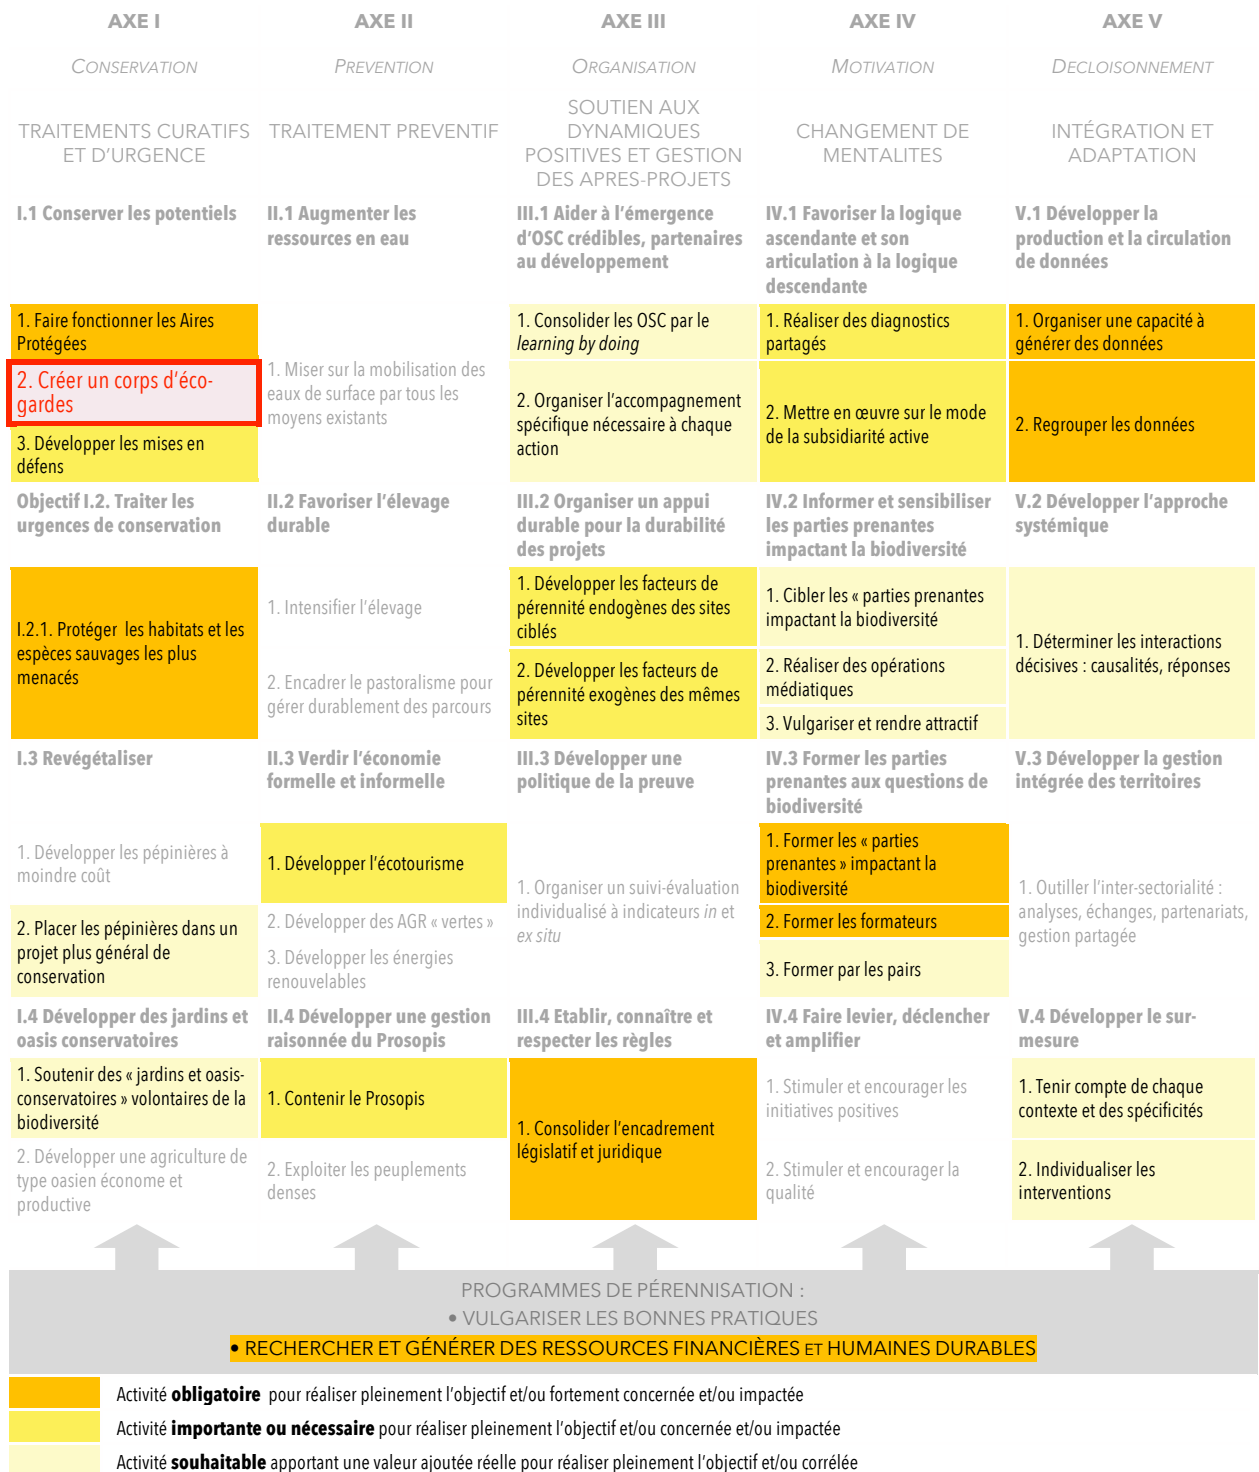 AXE I
AXE II
AXE III
AXE IV
AXE V
CONSERVATION
PREVENTION
ORGANISATION
MOTIVATION
DECLOISONNEMENT
TRAITEMENTS CURATIFS
ET D'URGENCE
TRAITEMENT PREVENTIF
SOUTIEN AUX
DYNAMIQUES
POSITIVES ET GESTION
DES APRES-PROJETS
CHANGEMENT DE
MENTALITES
INTÉGRATION ET
ADAPTATION
I.1 Conserver les potentiels
II.1 Augmenter les
ressources en eau
III.1 Aider à l'émergence
d'OSC crédibles, partenaires
au développement
IV.1 Favoriser la logique
ascendante et son
articulation à la logique
descendante
V.1 Développer la
production et la circulation
de données
1. Faire fonctionner les Aires
Protégées
2. Créer un corps d'éco-
gardes
3. Développer les mises en
défens
1. Miser sur la mobilisation des
eaux de surface par tous les
moyens existants
1. Consolider les OSC par le
learning by doing
2. Organiser l'accompagnement
spécifique nécessaire à chaque
action
1. Réaliser des diagnostics
partagés
2. Mettre en œuvre sur le mode
de la subsidiarité active
1. Organiser une capacité à
générer des données
2. Regrouper les données
Objectif I.2. Traiter les
urgences de conservation
II.2 Favoriser l'élevage
durable
III.2 Organiser un appui
durable pour la durabilité
des projets
IV.2 Informer et sensibiliser
les parties prenantes
impactant la biodiversité
V.2 Développer l'approche
systémique
I.2.1. Protéger les habitats et les
espèces sauvages les plus
menacés
1. Intensifier l'élevage
2. Encadrer le pastoralisme pour
gérer durablement des parcours
1. Développer les facteurs de
pérennité endogènes des sites
ciblés
2. Développer les facteurs de
pérennité exogènes des mêmes
sites
1. Cibler les « parties prenantes
impactant la biodiversité
2. Réaliser des opérations
médiatiques
3. Vulgariser et rendre attractif
1. Déterminer les interactions
décisives : causalités, réponses
I.3 Revégétaliser
II.3 Verdir l'économie
formelle et informelle
III.3 Développer une
politique de la preuve
IV.3 Former les parties
prenantes aux questions de
biodiversité
V.3 Développer la gestion
intégrée des territoires
1. Développer les pépinières à
moindre coût
2. Placer les pépinières dans un
projet plus général de
conservation
1. Développer l'écotourisme
2. Développer des AGR « vertes »
3. Développer les énergies
renouvelables
1. Organiser un suivi-évaluation
individualisé à indicateurs in et
ex situ
1. Former les « parties
prenantes » impactant la
biodiversité
2. Former les formateurs
3. Former par les pairs
1. Outiller l'inter-sectorialité :
analyses, échanges, partenariats,
gestion partagée
I.4 Développer des jardins et
oasis conservatoires
II.4 Développer une gestion
raisonnée du Prosopis
III.4 Etablir, connaître et
respecter les règles
IV.4 Faire levier, déclencher
et amplifier
V.4 Développer le sur-
mesure
1. Soutenir des « jardins et oasis-
conservatoires » volontaires de la
biodiversité
2. Développer une agriculture de
type oasien économe et
productive
1. Contenir le Prosopis
2. Exploiter les peuplements
denses
1. Consolider l'encadrement
législatif et juridique
1. Stimuler et encourager les
initiatives positives
2. Stimuler et encourager la
qualité
1. Tenir compte de chaque
contexte et des spécificités
2. Individualiser les
interventions
PROGRAMMES DE PÉRENNISATION :
• VULGARISER LES BONNES PRATIQUES
• RECHERCHER ET GÉNÉRER DES RESSOURCES FINANCIÈRES ET HUMAINES DURABLES
Activité obligatoire pour réaliser pleinement l'objectif et/ou fortement concernée et/ou impactée
Activité importante ou nécessaire pour réaliser pleinement l'objectif et/ou concernée et/ou impactée
Activité souhaitable apportant une valeur ajoutée réelle pour réaliser pleinement l'objectif et/ou corrélée